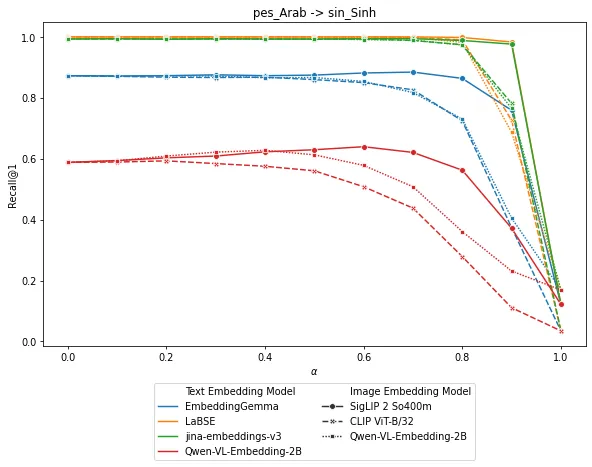 pes_Arab -> sin_Sinh
Recall@1
1.0
0.8
0.6
0.4
0.2
0.0
0.0 0.2 0.4 0.6 0.8 1.0
α
Text Embedding Model
EmbeddingGemma
LaBSE
jina-embeddings-v3
Qwen-VL-Embedding-2B
Image Embedding Model
SigLIP 2 So400m
CLIP ViT-B/32
Qwen-VL-Embedding-2B